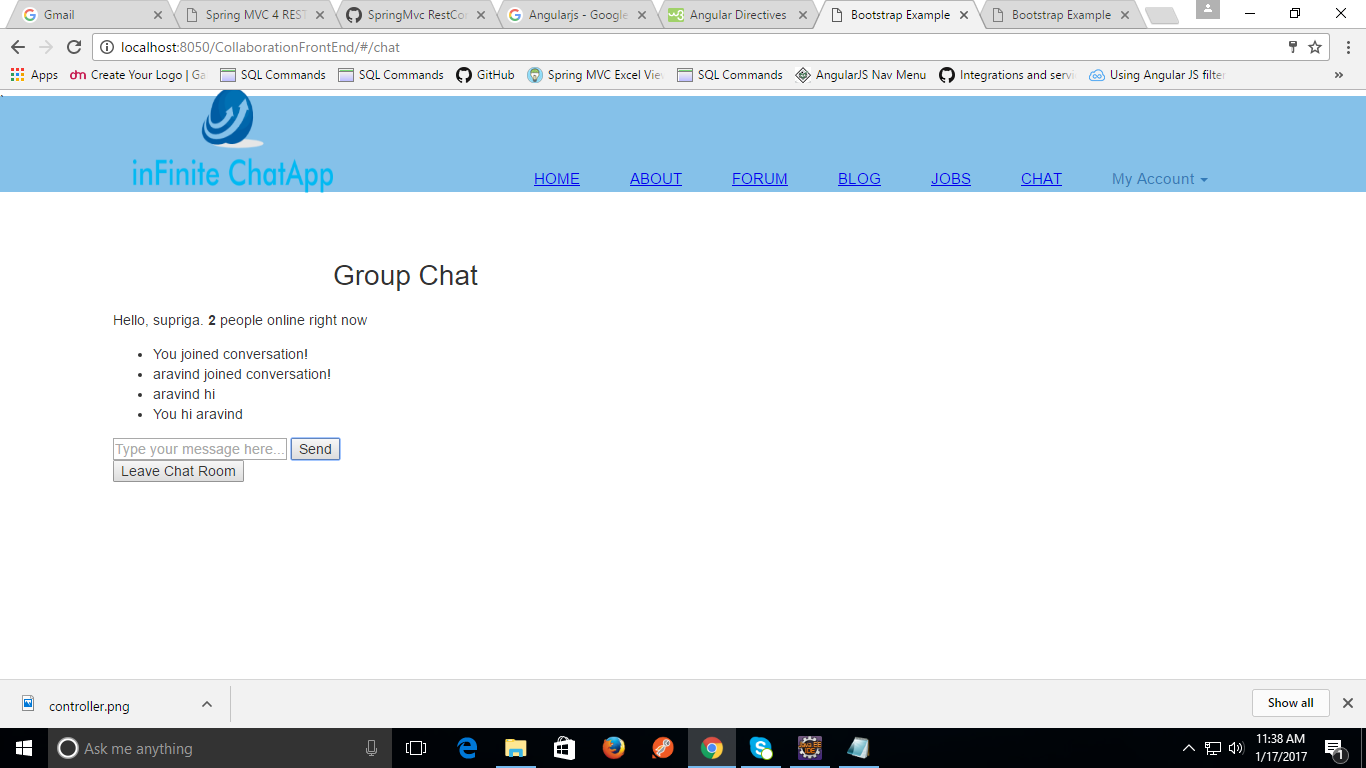 Gmail
Spring MVC 4 REST
SpringMvc RestCo
Angularjs - Google
w3 Angular Directives
Bootstrap Example
Bootstrap Example
localhost:8050/CollaborationFrontEnd/#/chat
Apps
dm Create Your Logo | Ga
SQL Commands
SQL Commands
GitHub
Spring MVC Excel Vie
SQL Commands
AngularJS Nav Menu
Integrations and servi
Using Angular JS filter
»
inFinite ChatApp
HOME
ABOUT
FORUM
BLOG
JOBS
CHAT
My Account
Group Chat
Hello, supriga. 2 people online right now
• You joined conversation!
• aravind joined conversation!
• aravind hi
• You hi aravind
Type your message here...
Send
Leave Chat Room
controller.png
Show all
Ask me anything
11:38 AM
1/17/2017
1